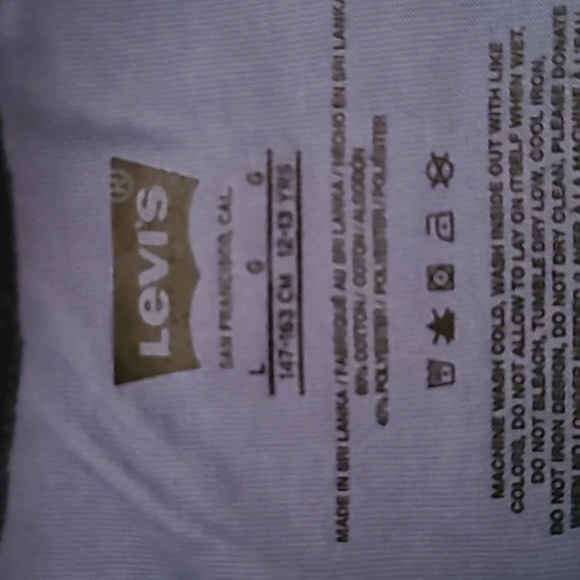 Levi's®
SAN FRANCISCO, CAL.
L G G
147-163 CM 12-13 YRS
MADE IN SRI LANKA / FABRIQUÉ AU SRI LANKA / HECHO EN SRI LANKA
60% COTTON / COTON / ALGODÓN
40% POLYESTER / POLYESTER / POLIÉSTER
MACHINE WASH COLD, WASH INSIDE OUT WITH LIKE
COLORS, DO NOT ALLOW TO LAY ON ITSELF WHEN WET,
DO NOT BLEACH, TUMBLE DRY LOW, COOL IRON,
DO NOT IRON DESIGN, DO NOT DRY CLEAN, PLEASE DONATE
WHEN NO LONGER